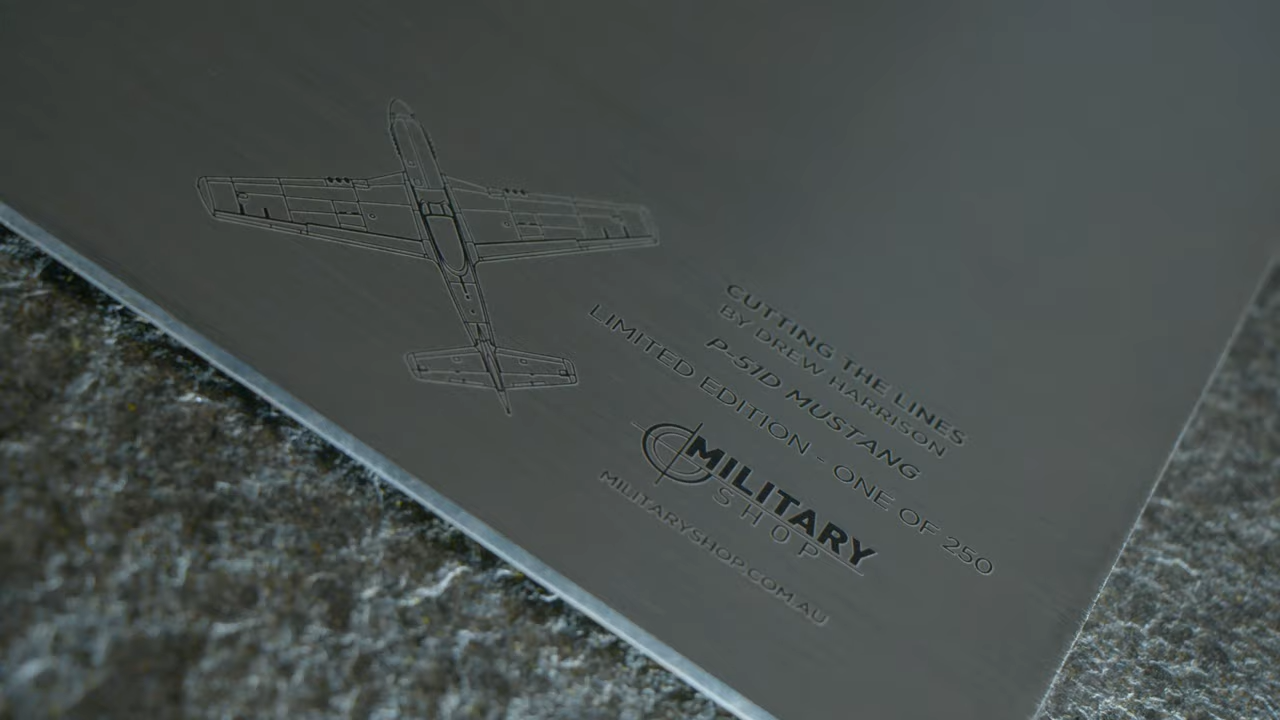 CUTTING THE LINES
BY DREW HARRISON
P-51D MUSTANG
LIMITED EDITION - ONE OF 250
MILITARY
SHOP
MILITARYSHOP.COM.AU